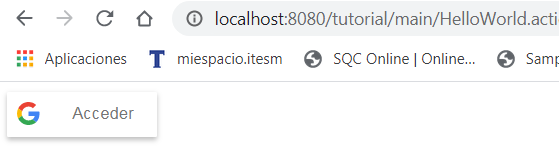 localhost:8080/tutorial/main/HelloWorld.acti
Aplicaciones miespacio.itesm SQC Online | Online... Samp
Acceder